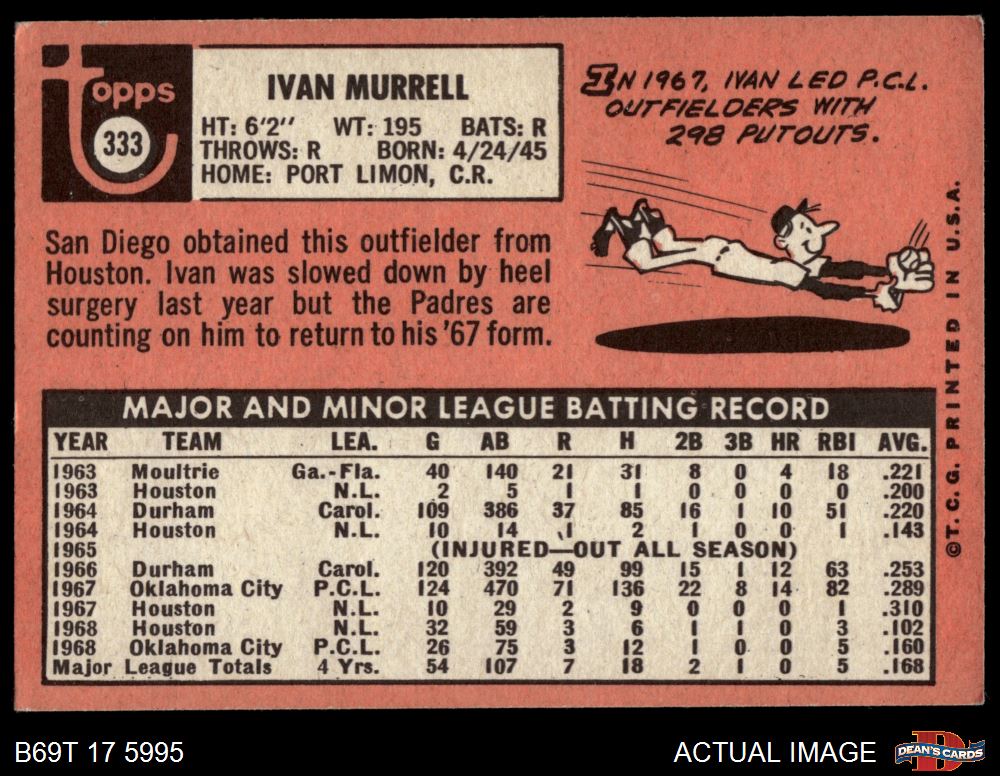 Topps
333
IVAN MURRELL
HT: 6'2" WT: 195 BATS: R
THROWS: R BORN: 4/24/45
HOME: PORT LIMON, C.R.
IN 1967, IVAN LED P.C.L.
OUTFIELDERS WITH
298 PUTOUTS.
San Diego obtained this outfielder from
Houston. Ivan was slowed down by heel
surgery last year but the Padres are
counting on him to return to his '67 form.
MAJOR AND MINOR LEAGUE BATTING RECORD
YEAR TEAM LEA. G AB R H 2B 3B HR RBI AVG.
1963 Moultrie Ga.-Fla. 40 140 21 31 8 0 4 18 .221
1963 Houston N.L. 2 5 1 1 0 0 0 0 .200
1964 Durham Carol. 109 386 37 85 16 1 10 51 .220
1964 Houston N.L. 10 14 1 2 1 0 0 1 .143
1965 (INJURED—OUT ALL SEASON)
1966 Durham Carol. 120 392 49 99 15 1 12 63 .253
1967 Oklahoma City P.C.L. 124 470 71 136 22 8 14 82 .289
1967 Houston N.L. 10 29 2 9 0 0 0 1 .310
1968 Houston N.L. 32 59 3 6 1 1 0 3 .102
1968 Oklahoma City P.C.L. 26 75 3 12 1 0 0 5 .160
Major League Totals 4 Yrs. 54 107 7 18 2 1 0 5 .168
©T.C.G. PRINTED IN U.S.A.
B69T 17 5995
ACTUAL IMAGE
DEAN'S CARDS